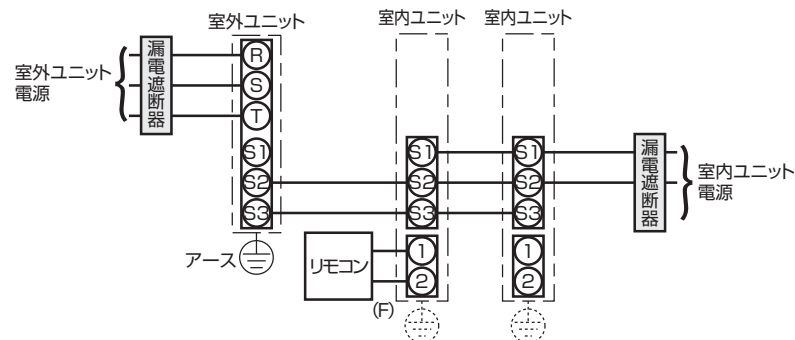 室外ユニット
室内ユニット
室内ユニット
室外ユニット
電源
漏電遮断器
R
S
T
S1
S2
S3
S1
S2
S3
S1
S2
S3
漏電遮断器
室内ユニット
電源
アース
リモコン
1
2
1
2
(F)